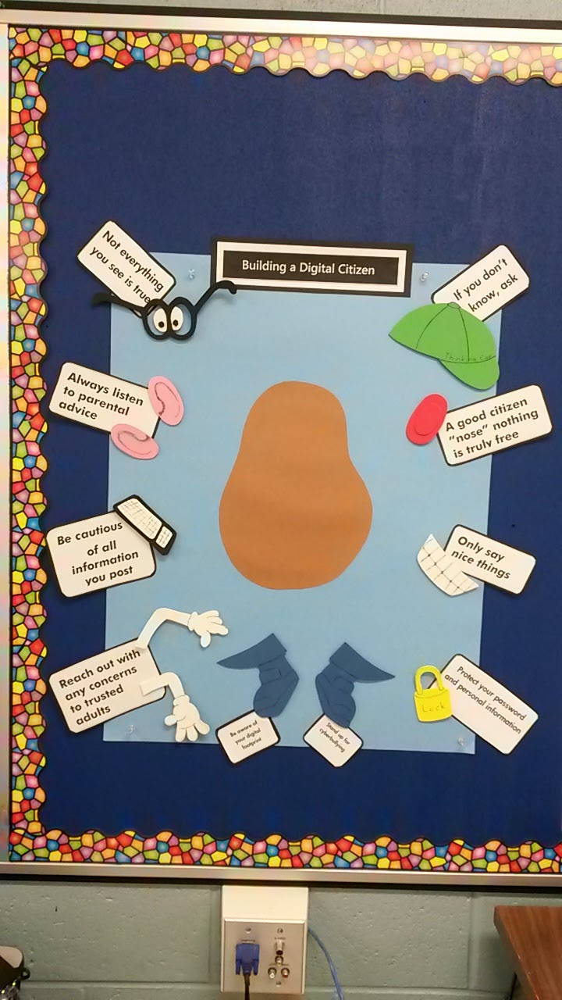 Building a Digital Citizen
Not everything
you see is true
If you don't
know, ask
Thinking Cap
Always listen
to parental
advice
A good citizen
"nose" nothing
is truly free
Be cautious
of all
information
you post
Only say
nice things
Reach out with
any concerns
to trusted
adults
Be aware of
your digital
footprint
Stand up for
cyberbullying
Lock
Protect your password
and personal information